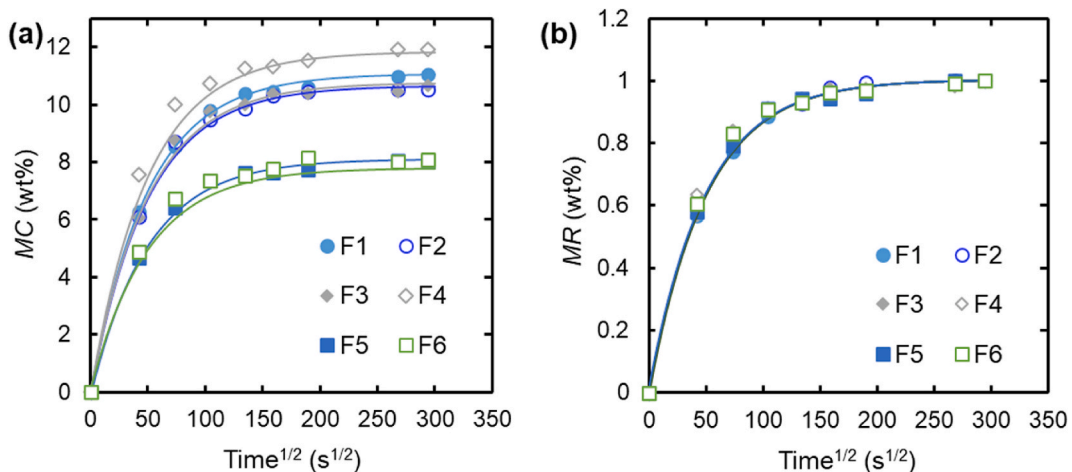 (a)
MC (wt%)
12
10
8
6
4
2
0
0 50 100 150 200 250 300 350
Time1/2 (s1/2)
F1 F2
F3 F4
F5 F6
(b)
MR (wt%)
1.2
1
0.8
0.6
0.4
0.2
0
0 50 100 150 200 250 300 350
Time1/2 (s1/2)
F1 F2
F3 F4
F5 F6